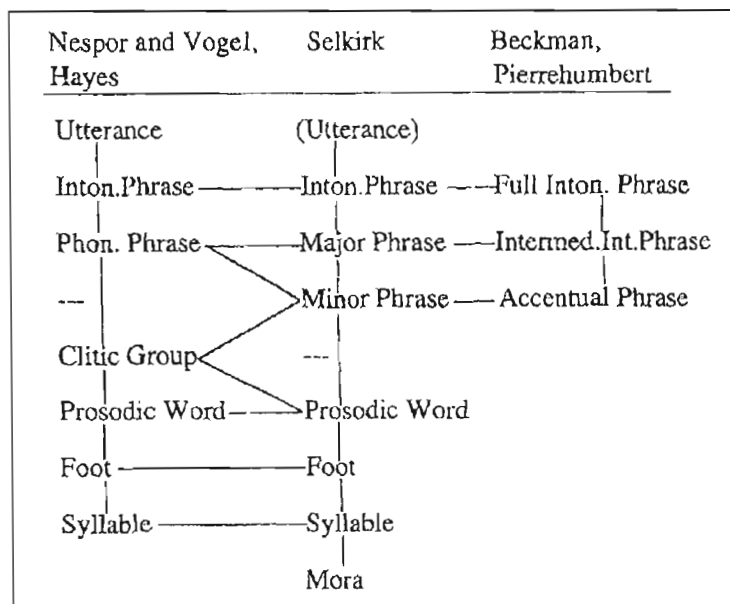 Nespor and Vogel, Selkirk Beckman,
Hayes Pierrehumbert
Utterance (Utterance)
Inton.Phrase Inton.Phrase Full Inton. Phrase
Phon. Phrase Major Phrase Intermed.Int.Phrase
--- Minor Phrase Accentual Phrase
Clitic Group ---
Prosodic Word Prosodic Word
Foot Foot
Syllable Syllable
Mora